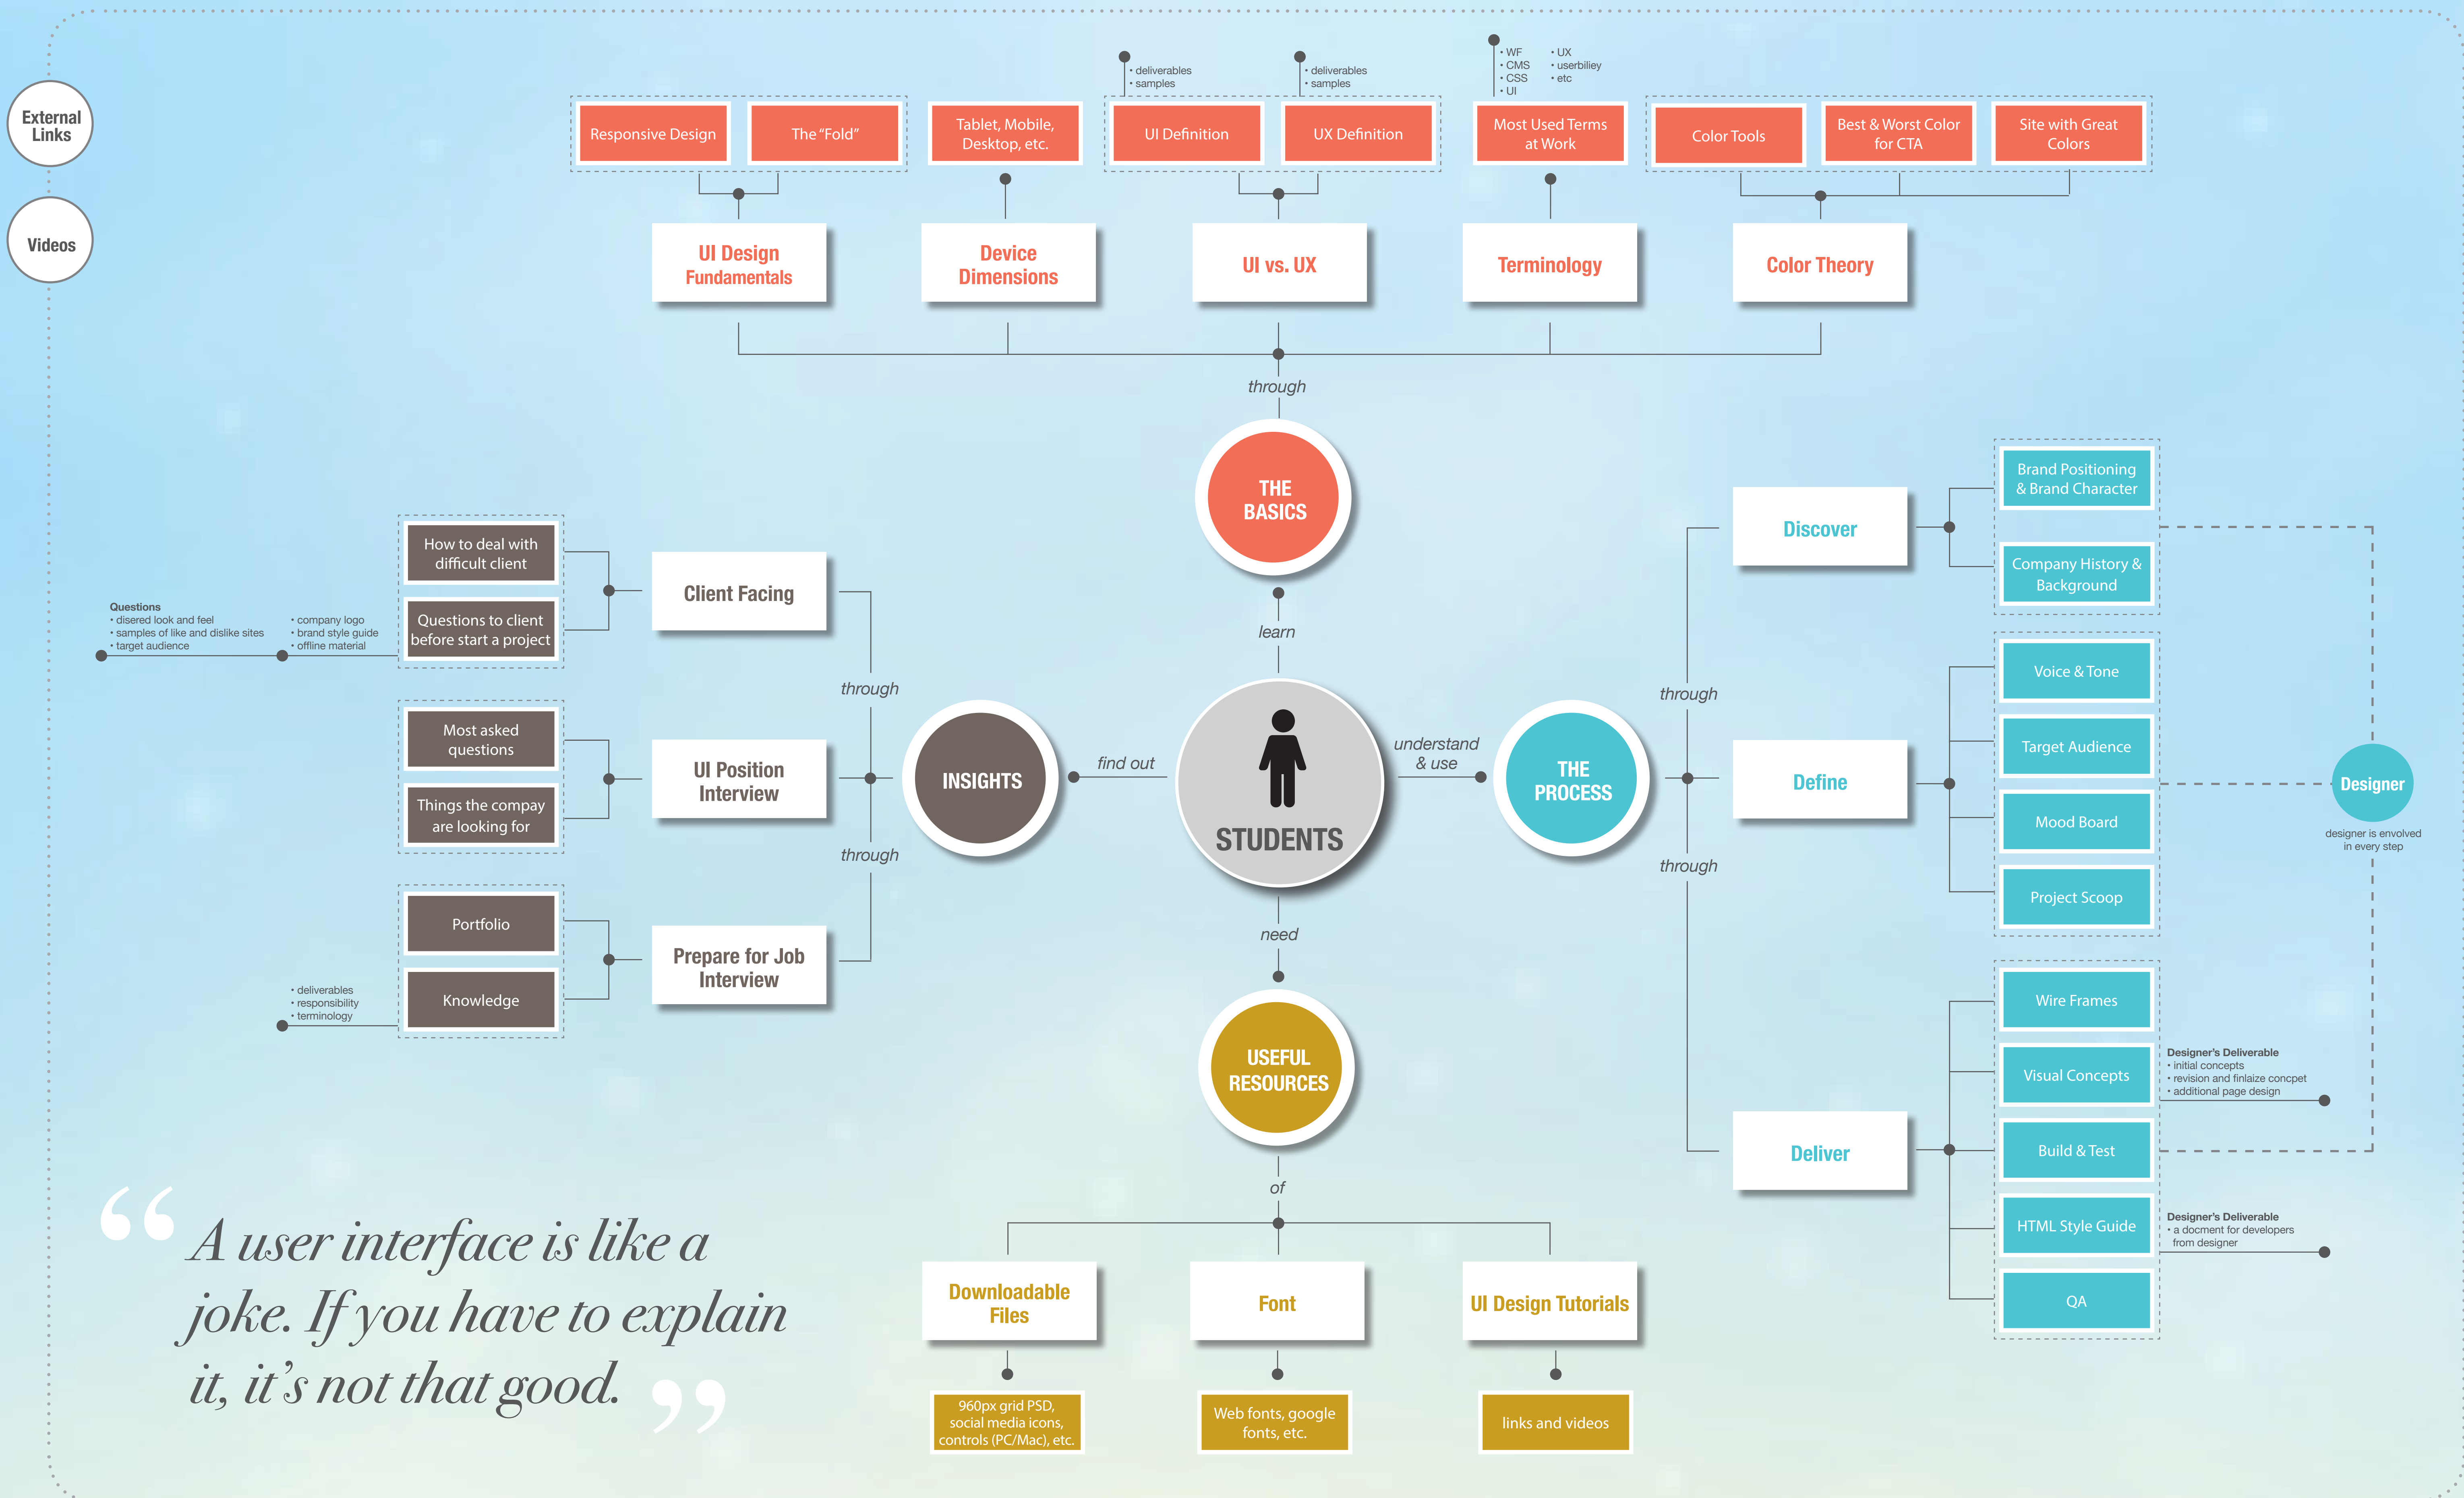 External
Links
Videos
• WF
• CMS
• CSS
• UI
• UX
• userbiliey
• etc
• deliverables
• samples
• deliverables
• samples
Responsive Design
The “Fold”
Tablet, Mobile,
Desktop, etc.
UI Definition
UX Definition
Most Used Terms
at Work
Color Tools
Best & Worst Color
for CTA
Site with Great
Colors
UI Design
Fundamentals
Device
Dimensions
UI vs. UX
Terminology
Color Theory
through
THE
BASICS
learn
STUDENTS
find out
INSIGHTS
through
through
Client Facing
How to deal with
difficult client
Questions to client
before start a project
Questions
• disered look and feel
• samples of like and dislike sites
• target audience
• company logo
• brand style guide
• offline material
UI Position
Interview
Most asked
questions
Things the compay
are looking for
Prepare for Job
Interview
Portfolio
Knowledge
• deliverables
• responsibility
• terminology
understand
& use
THE
PROCESS
through
through
Discover
Brand Positioning
& Brand Character
Company History &
Background
Define
Voice & Tone
Target Audience
Mood Board
Project Scoop
Designer
designer is envolved
in every step
Deliver
Wire Frames
Visual Concepts
Designer’s Deliverable
• initial concepts
• revision and finlaize concpet
• additional page design
Build & Test
HTML Style Guide
Designer’s Deliverable
• a docment for developers
from designer
QA
need
USEFUL
RESOURCES
of
Downloadable
Files
Font
UI Design Tutorials
960px grid PSD,
social media icons,
controls (PC/Mac), etc.
Web fonts, google
fonts, etc.
links and videos
“ A user interface is like a
joke. If you have to explain
it, it’s not that good. ”